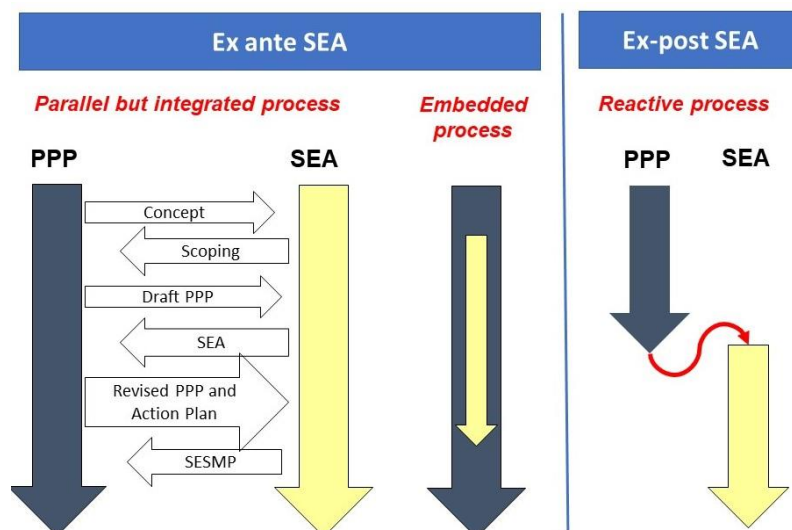 Ex ante SEA
Ex-post SEA
Parallel but integrated process
Embedded
process
Reactive process
PPP
SEA
PPP
SEA
Concept
Scoping
Draft PPP
SEA
Revised PPP and
Action Plan
SESMP